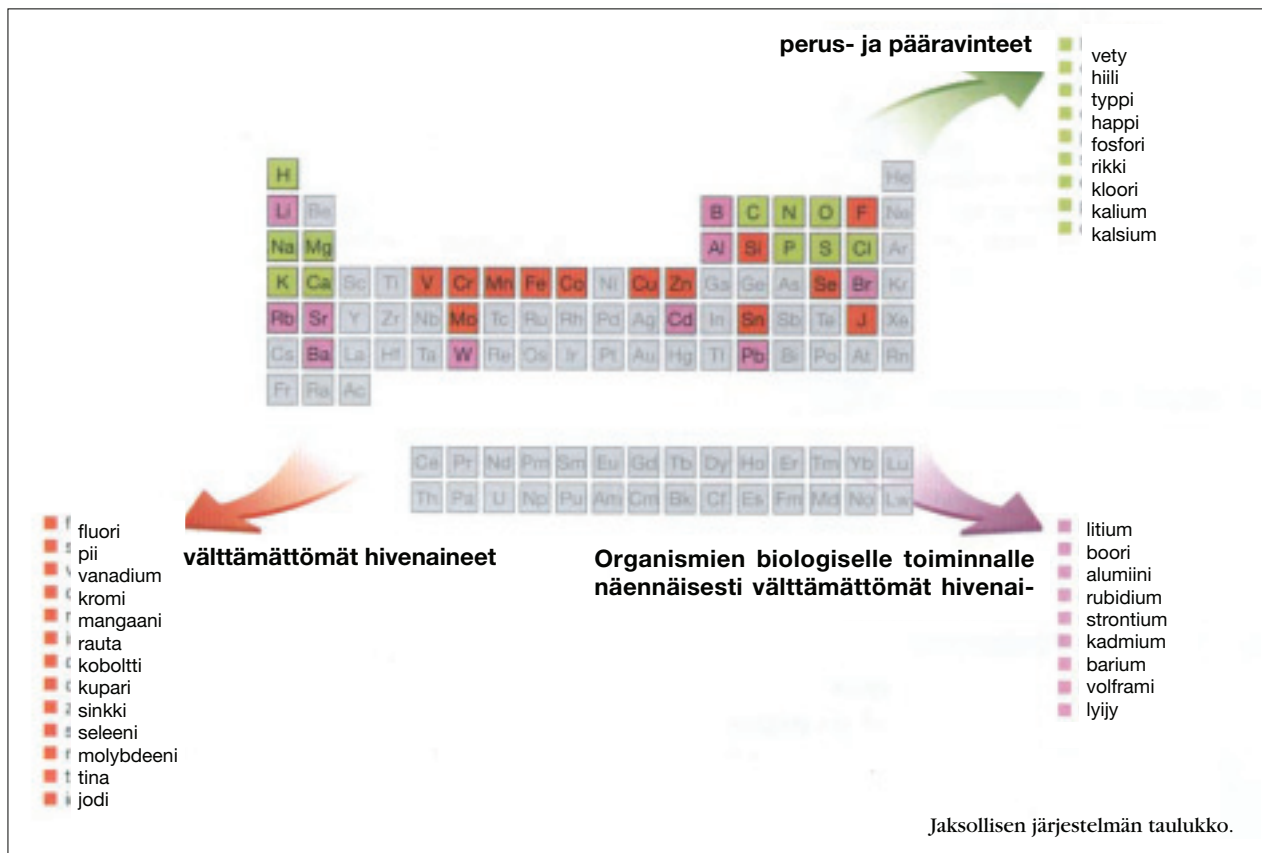 perus- ja pääravinteet
vety
hiili
typpi
happi
fosfori
rikki
kloori
kalium
kalsium
H He
Li Be B C N O F Ne
Na Mg Al Si P S Cl Ar
K Ca Sc Ti V Cr Mn Fe Co Ni Cu Zn Ga Ge As Se Br Kr
Rb Sr Y Zr Nb Mo Tc Ru Rh Pd Ag Cd In Sn Sb Te J Xe
Cs Ba La Hf Ta W Re Os Ir Pt Au Hg Tl Pb Bi Po At Rn
Fr Ra Ac
Ce Pr Nd Pm Sm Eu Gd Tb Dy Ho Er Tm Yb Lu
Th Pa U Np Pu Am Cm Bk Cf Es Fm Md No Lw
välttämättömät hivenaineet
fluori
pii
vanadium
kromi
mangaani
rauta
koboltti
kupari
sinkki
seleeni
molybdeeni
tina
jodi
Organismien biologiselle toiminnalle
näennäisesti välttämättömät hivenai-
litium
boori
alumiini
rubidium
strontium
kadmium
barium
volframi
lyijy
Jaksollisen järjestelmän taulukko.